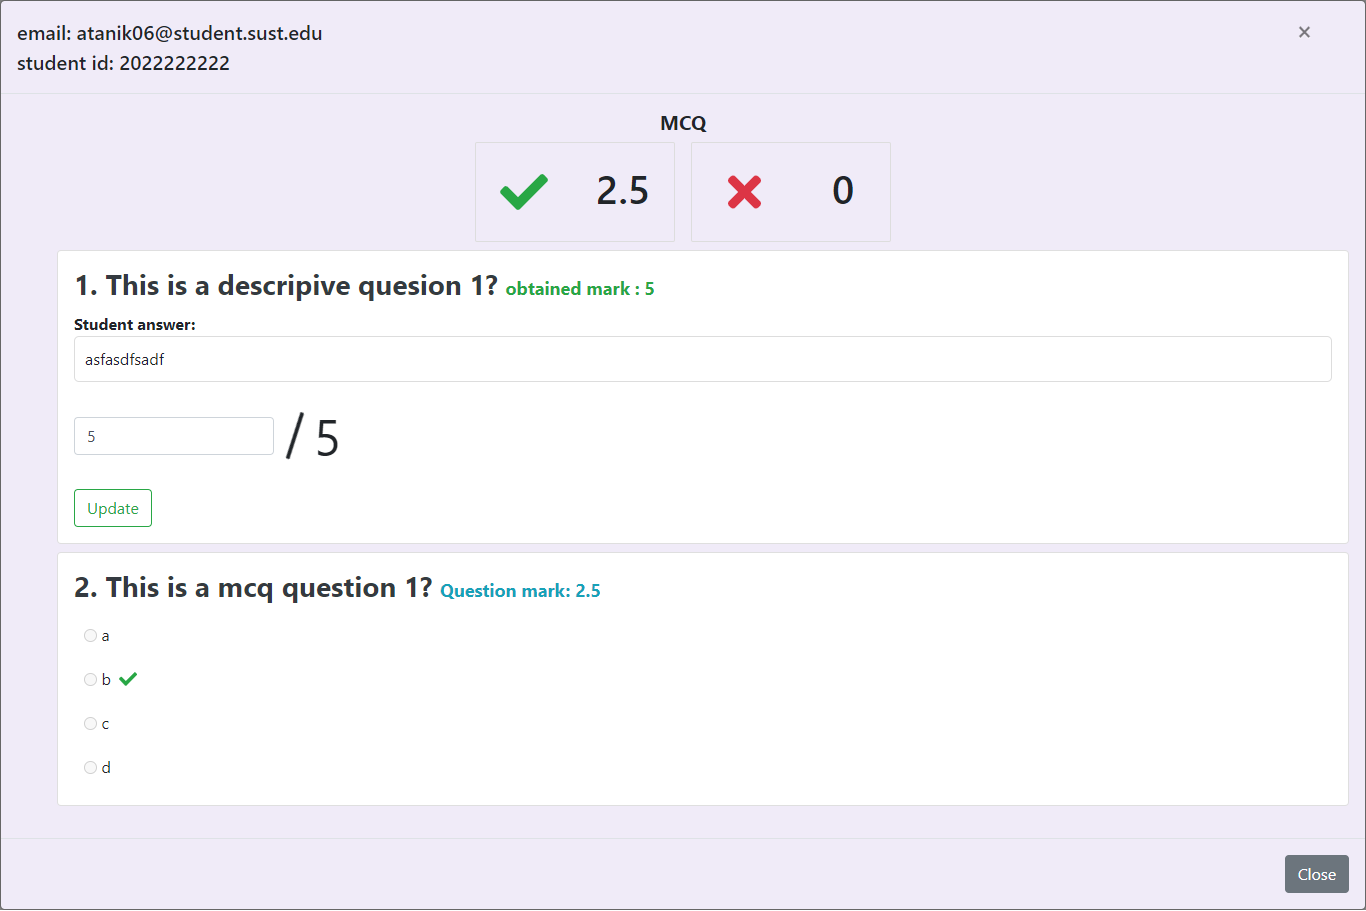 email: atanik06@student.sust.edu
×
student id: 2022222222
MCQ
2.5
0
1. This is a descripive quesion 1? obtained mark : 5
Student answer:
asfasdfsadf
5 / 5
Update
2. This is a mcq question 1? Question mark: 2.5
a
b
c
d
Close